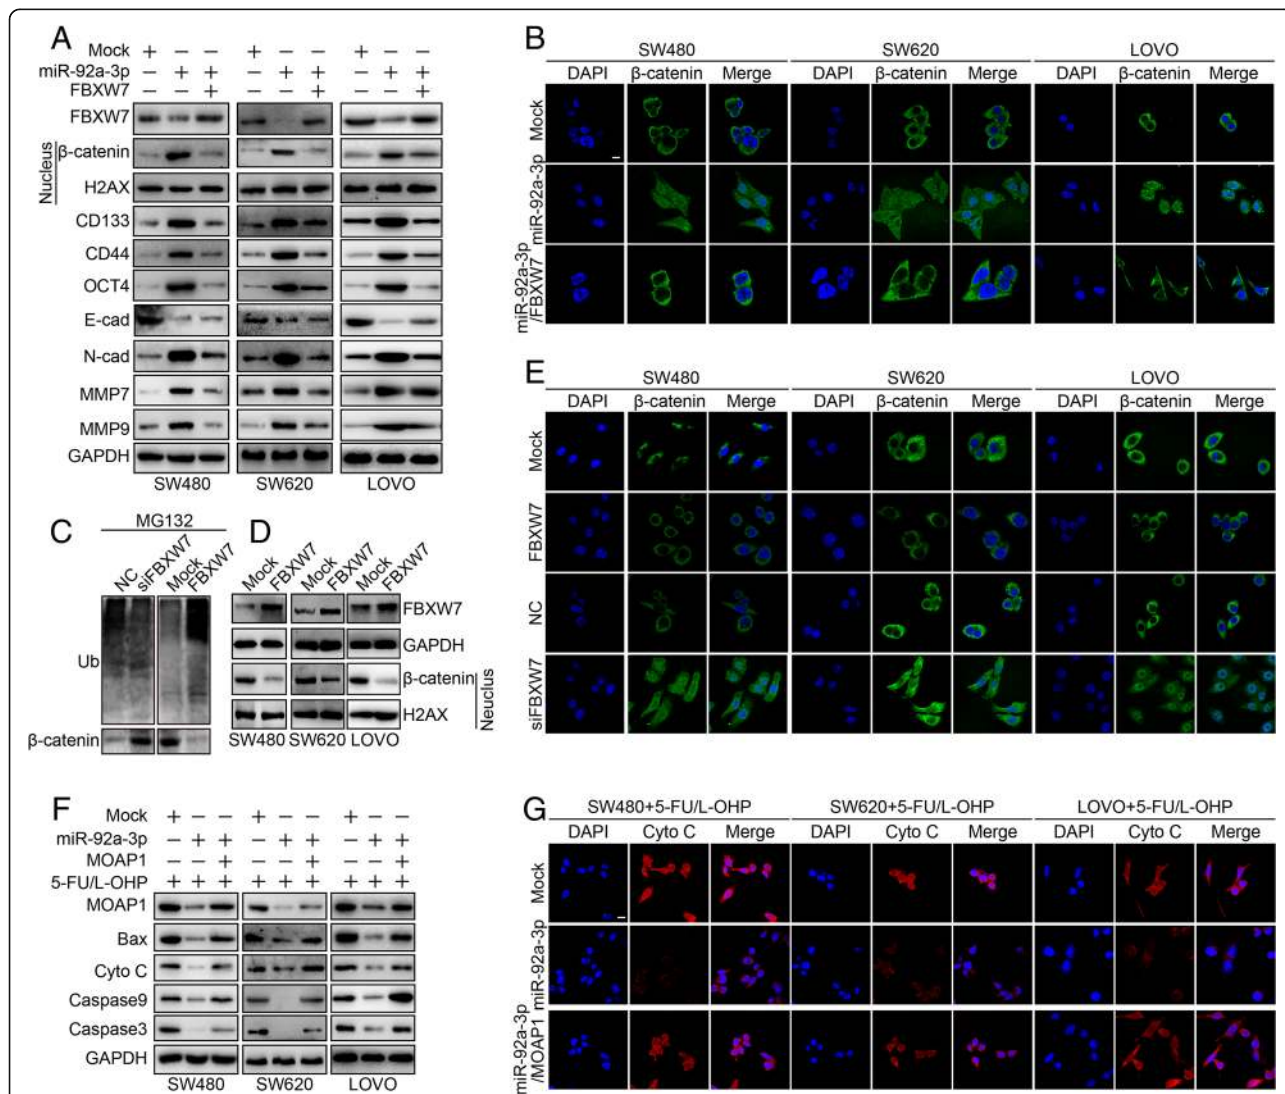 A
Mock + − − + − − + − −
miR-92a-3p − + + − + + − + +
FBXW7 − − + − − + − − +
FBXW7
Nucleus
β-catenin
H2AX
CD133
CD44
OCT4
E-cad
N-cad
MMP7
MMP9
GAPDH
SW480 SW620 LOVO
B
SW480 SW620 LOVO
DAPI β-catenin Merge DAPI β-catenin Merge DAPI β-catenin Merge
Mock
miR-92a-3p
miR-92a-3p
/FBXW7
C
MG132
NC siFBXW7 Mock FBXW7
Ub
β-catenin
D
Mock FBXW7 Mock FBXW7 Mock FBXW7
FBXW7
GAPDH
β-catenin
H2AX
Neuclus
SW480 SW620 LOVO
E
SW480 SW620 LOVO
DAPI β-catenin Merge DAPI β-catenin Merge DAPI β-catenin Merge
Mock
FBXW7
NC
siFBXW7
F
Mock + − − + − − + − −
miR-92a-3p − + + − + + − + +
MOAP1 − − + − − + − − +
5-FU/L-OHP + + + + + + + + +
MOAP1
Bax
Cyto C
Caspase9
Caspase3
GAPDH
SW480 SW620 LOVO
G
SW480+5-FU/L-OHP SW620+5-FU/L-OHP LOVO+5-FU/L-OHP
DAPI Cyto C Merge DAPI Cyto C Merge DAPI Cyto C Merge
Mock
miR-92a-3p
miR-92a-3p
/MOAP1